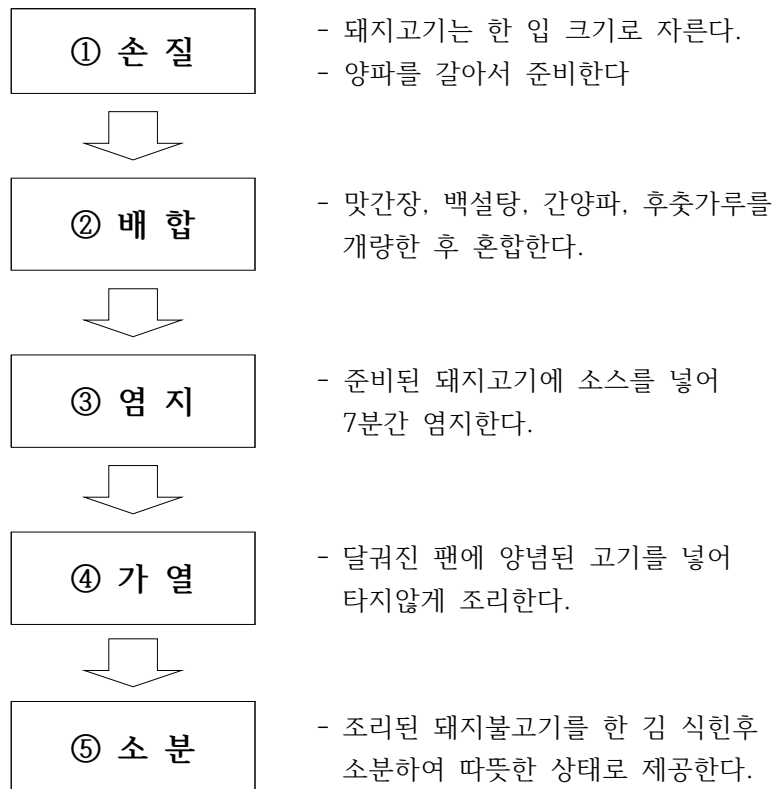 ① 손 질
- 돼지고기는 한 입 크기로 자른다.
- 양파를 갈아서 준비한다
② 배 합
- 맛간장, 백설탕, 간양파, 후춧가루를
개량한 후 혼합한다.
③ 염 지
- 준비된 돼지고기에 소스를 넣어
7분간 염지한다.
④ 가 열
- 달궈진 팬에 양념된 고기를 넣어
타지않게 조리한다.
⑤ 소 분
- 조리된 돼지불고기를 한 김 식힌후
소분하여 따뜻한 상태로 제공한다.